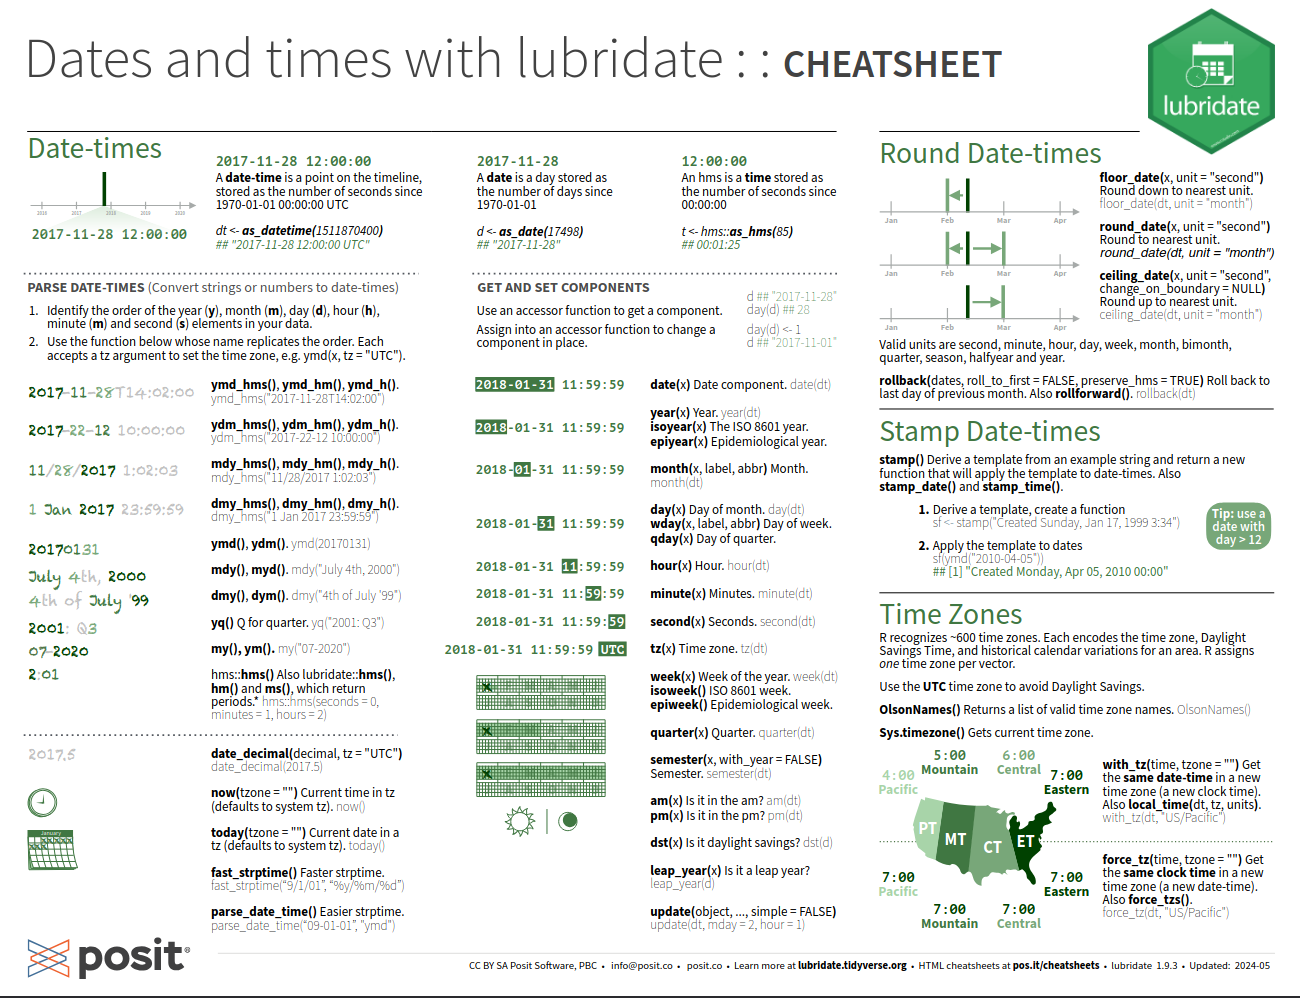 Dates and times with lubridate : : CHEATSHEET
lubridate
Date-times
2016 2017 2018 2019 2020
2017-11-28 12:00:00
2017-11-28 12:00:00
A date-time is a point on the timeline,
stored as the number of seconds since
1970-01-01 00:00:00 UTC
dt <- as_datetime(1511870400)
## "2017-11-28 12:00:00 UTC"
2017-11-28
A date is a day stored as
the number of days since
1970-01-01
d <- as_date(17498)
## "2017-11-28"
12:00:00
An hms is a time stored as
the number of seconds since
00:00:00
t <- hms::as_hms(85)
## 00:01:25
PARSE DATE-TIMES (Convert strings or numbers to date-times)
1. Identify the order of the year (y), month (m), day (d), hour (h),
minute (m) and second (s) elements in your data.
2. Use the function below whose name replicates the order. Each
accepts a tz argument to set the time zone, e.g. ymd(x, tz = "UTC").
2017-11-28T14:02:00
ymd_hms(), ymd_hm(), ymd_h().
ymd_hms("2017-11-28T14:02:00")
2017-22-12 10:00:00
ydm_hms(), ydm_hm(), ydm_h().
ydm_hms("2017-22-12 10:00:00")
11/28/2017 1:02:03
mdy_hms(), mdy_hm(), mdy_h().
mdy_hms("11/28/2017 1:02:03")
1 Jan 2017 23:59:59
dmy_hms(), dmy_hm(), dmy_h().
dmy_hms("1 Jan 2017 23:59:59")
20170131
ymd(), ydm(). ymd(20170131)
July 4th, 2000
mdy(), myd(). mdy("July 4th, 2000")
4th of July '99
dmy(), dym(). dmy("4th of July '99")
2001: Q3
yq() Q for quarter. yq("2001: Q3")
07-2020
my(), ym(). my("07-2020")
2:01
hms::hms() Also lubridate::hms(),
hm() and ms(), which return
periods.* hms::hms(seconds = 0,
minutes = 1, hours = 2)
2017.5
date_decimal(decimal, tz = "UTC")
date_decimal(2017.5)
now(tzone = "") Current time in tz
(defaults to system tz). now()
January
today(tzone = "") Current date in a
tz (defaults to system tz). today()
fast_strptime() Faster strptime.
fast_strptime("9/1/01", "%y/%m/%d")
parse_date_time() Easier strptime.
parse_date_time("09-01-01", "ymd")
GET AND SET COMPONENTS
Use an accessor function to get a component.
d ## "2017-11-28"
day(d) ## 28
Assign into an accessor function to change a
component in place.
day(d) <- 1
d ## "2017-11-01"
2018-01-31 11:59:59
date(x) Date component. date(dt)
2018-01-31 11:59:59
year(x) Year. year(dt)
isoyear(x) The ISO 8601 year.
epiyear(x) Epidemiological year.
2018-01-31 11:59:59
month(x, label, abbr) Month.
month(dt)
2018-01-31 11:59:59
day(x) Day of month. day(dt)
wday(x, label, abbr) Day of week.
qday(x) Day of quarter.
2018-01-31 11:59:59
hour(x) Hour. hour(dt)
2018-01-31 11:59:59
minute(x) Minutes. minute(dt)
2018-01-31 11:59:59
second(x) Seconds. second(dt)
2018-01-31 11:59:59 UTC
tz(x) Time zone. tz(dt)
week(x) Week of the year. week(dt)
isoweek() ISO 8601 week.
epiweek() Epidemiological week.
quarter(x) Quarter. quarter(dt)
semester(x, with_year = FALSE)
Semester. semester(dt)
am(x) Is it in the am? am(dt)
pm(x) Is it in the pm? pm(dt)
dst(x) Is it daylight savings? dst(d)
leap_year(x) Is it a leap year?
leap_year(d)
update(object, ..., simple = FALSE)
update(dt, mday = 2, hour = 1)
Round Date-times
Jan Feb Mar Apr
floor_date(x, unit = "second")
Round down to nearest unit.
floor_date(dt, unit = "month")
Jan Feb Mar Apr
round_date(x, unit = "second")
Round to nearest unit.
round_date(dt, unit = "month")
Jan Feb Mar Apr
ceiling_date(x, unit = "second",
change_on_boundary = NULL)
Round up to nearest unit.
ceiling_date(dt, unit = "month")
Valid units are second, minute, hour, day, week, month, bimonth,
quarter, season, halfyear and year.
rollback(dates, roll_to_first = FALSE, preserve_hms = TRUE) Roll back to
last day of previous month. Also rollforward(). rollback(dt)
Stamp Date-times
stamp() Derive a template from an example string and return a new
function that will apply the template to date-times. Also
stamp_date() and stamp_time().
1. Derive a template, create a function
sf <- stamp("Created Sunday, Jan 17, 1999 3:34")
2. Apply the template to dates
sf(ymd("2010-04-05"))
## [1] "Created Monday, Apr 05, 2010 00:00"
Tip: use a
date with
day > 12
Time Zones
R recognizes ~600 time zones. Each encodes the time zone, Daylight
Savings Time, and historical calendar variations for an area. R assigns
one time zone per vector.
Use the UTC time zone to avoid Daylight Savings.
OlsonNames() Returns a list of valid time zone names. OlsonNames()
Sys.timezone() Gets current time zone.
4:00
Pacific
5:00
Mountain
6:00
Central
7:00
Eastern
PT
MT
CT
ET
7:00
Pacific
7:00
Mountain
7:00
Central
7:00
Eastern
with_tz(time, tzone = "") Get
the same date-time in a new
time zone (a new clock time).
Also local_time(dt, tz, units).
with_tz(dt, "US/Pacific")
force_tz(time, tzone = "") Get
the same clock time in a new
time zone (a new date-time).
Also force_tzs().
force_tz(dt, "US/Pacific")
posit®
CC BY SA Posit Software, PBC • info@posit.co • posit.co • Learn more at lubridate.tidyverse.org • HTML cheatsheets at pos.it/cheatsheets • lubridate 1.9.3 • Updated: 2024-05